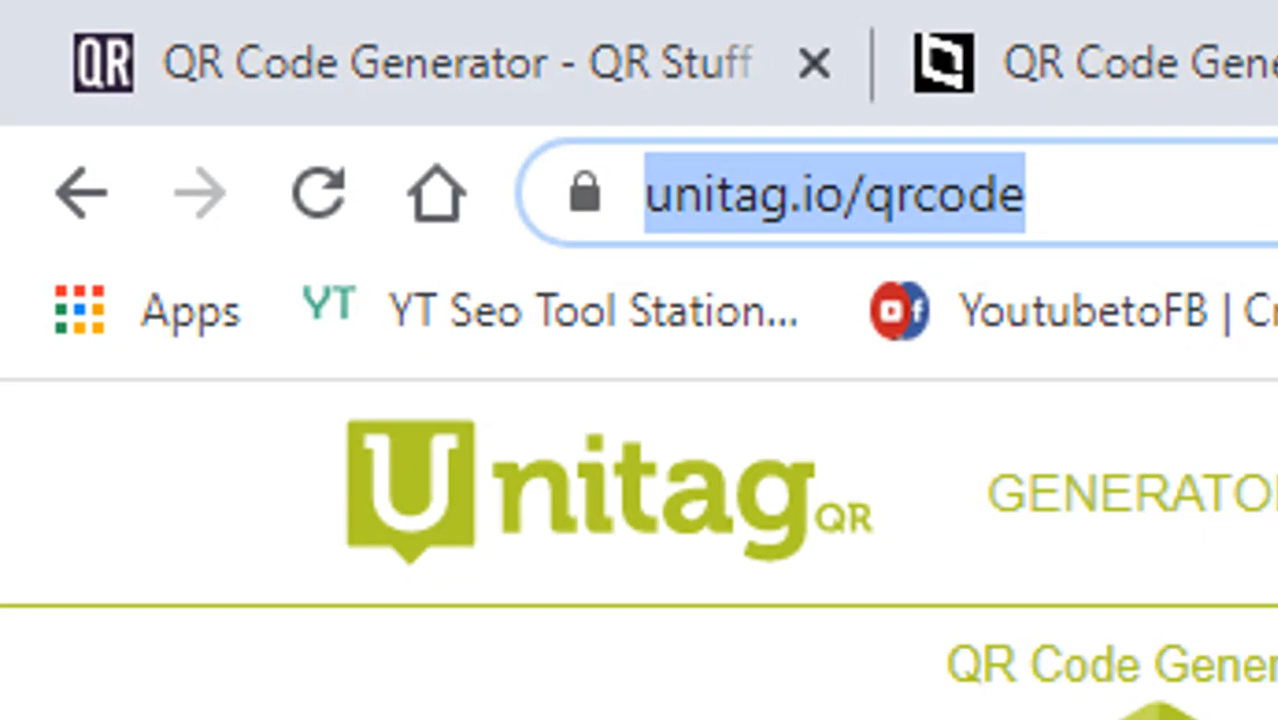 QR QR Code Generator - QR Stuff QR Code Gene
unitag.io/qrcode
Apps YT YT Seo Tool Station... YoutubetoFB | Cr
Unitag QR GENERATOR
QR Code Gener